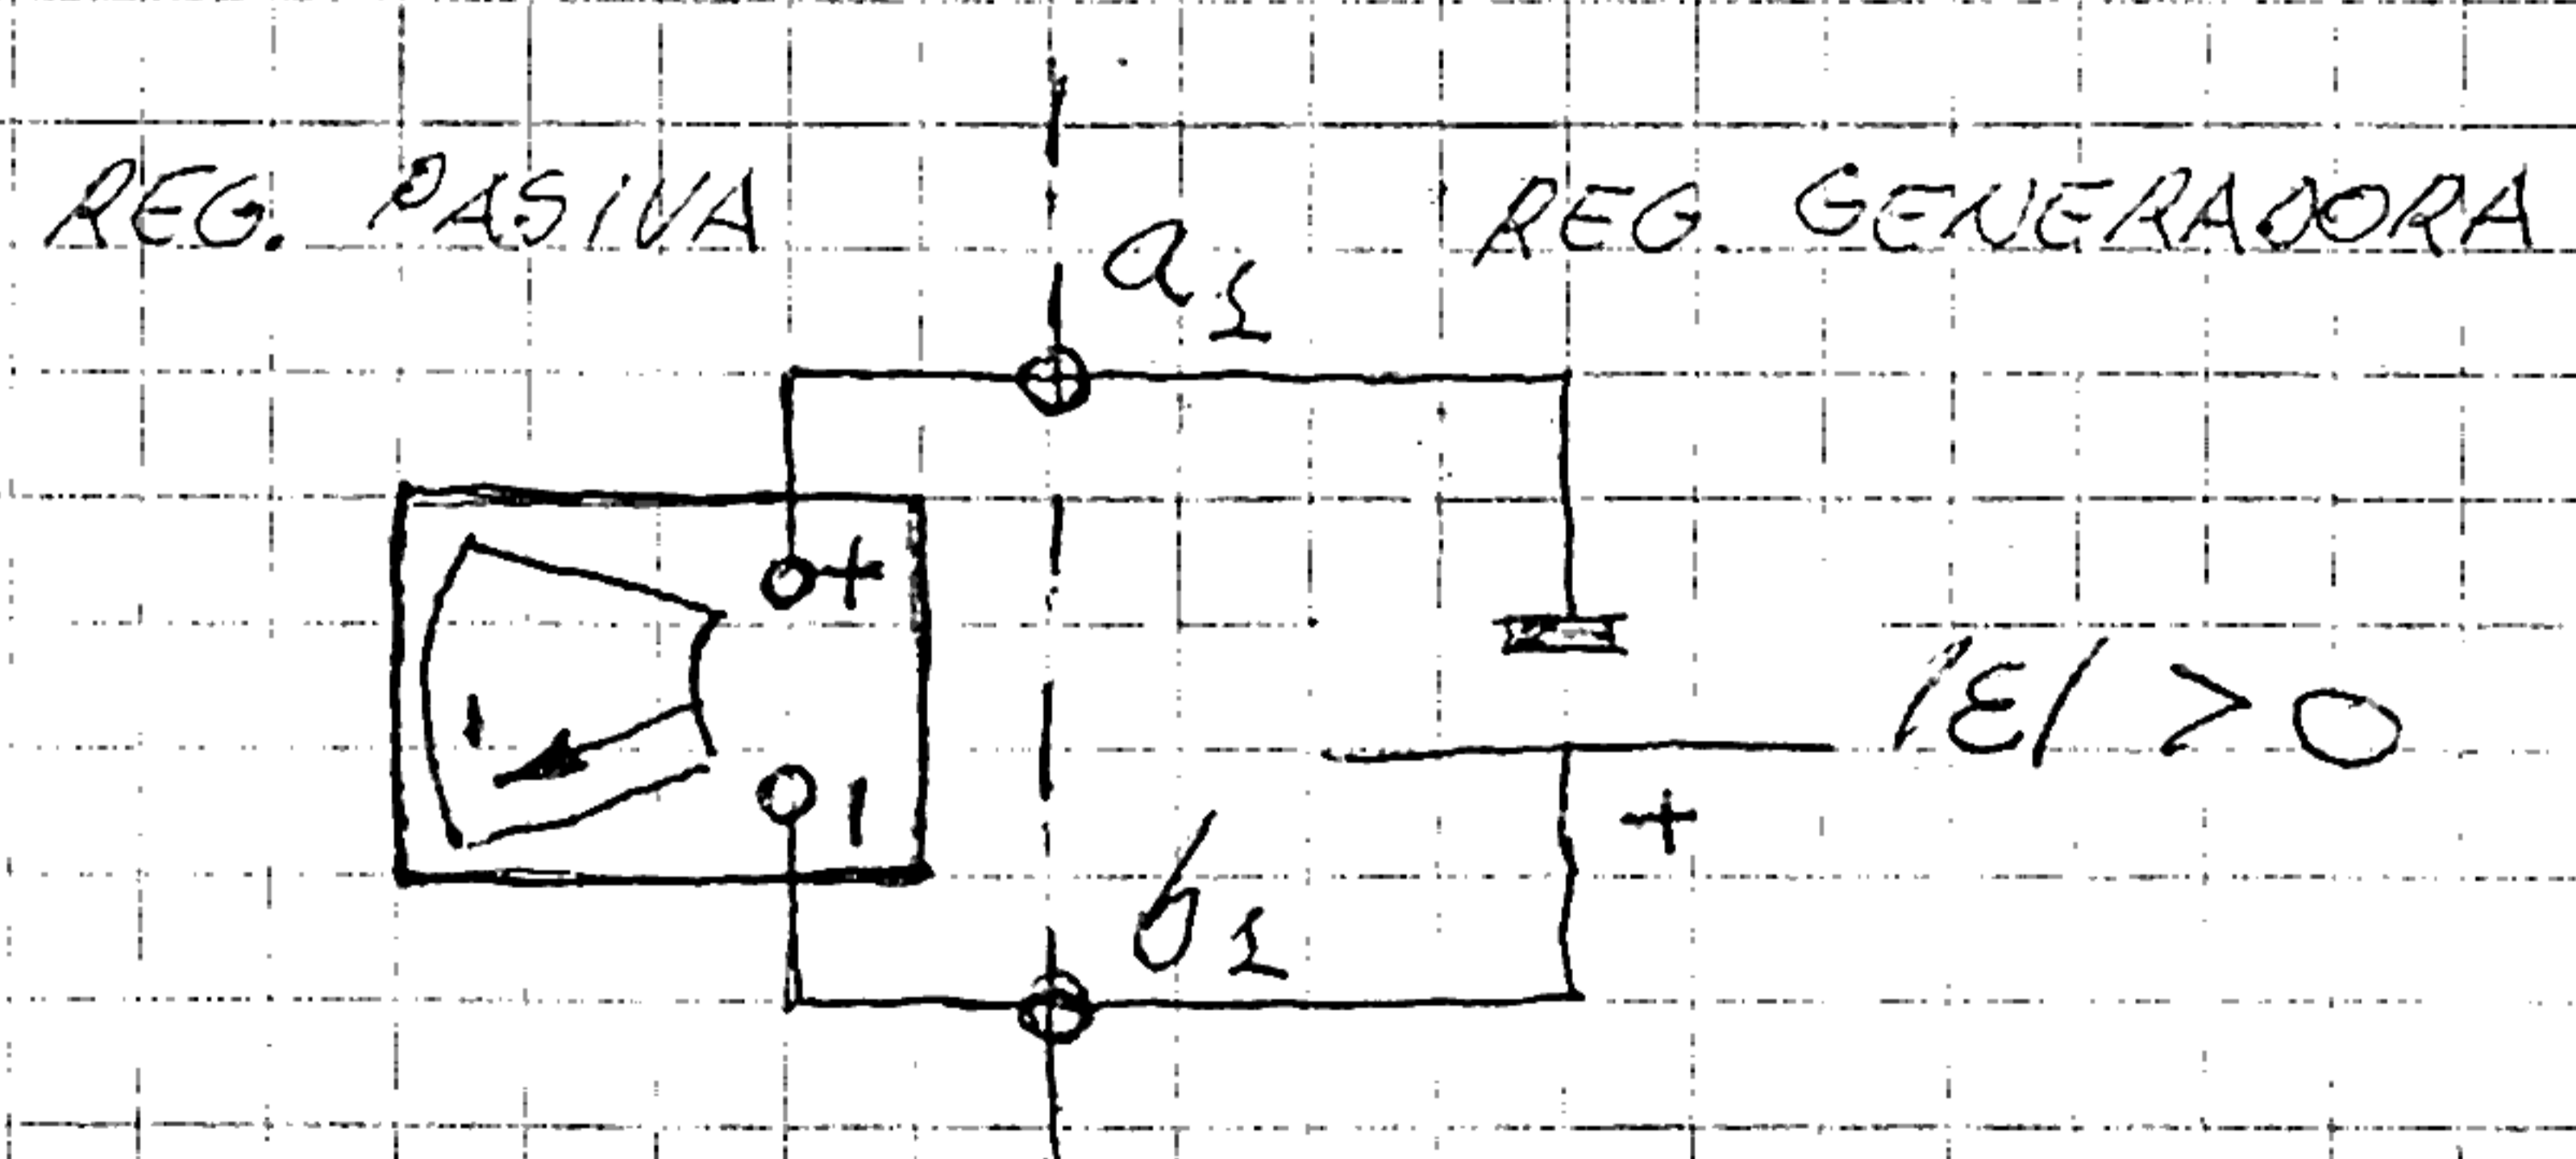 REG. PASIVA
REG. GENERADORA
a1
+
|ε| > 0
+
b1